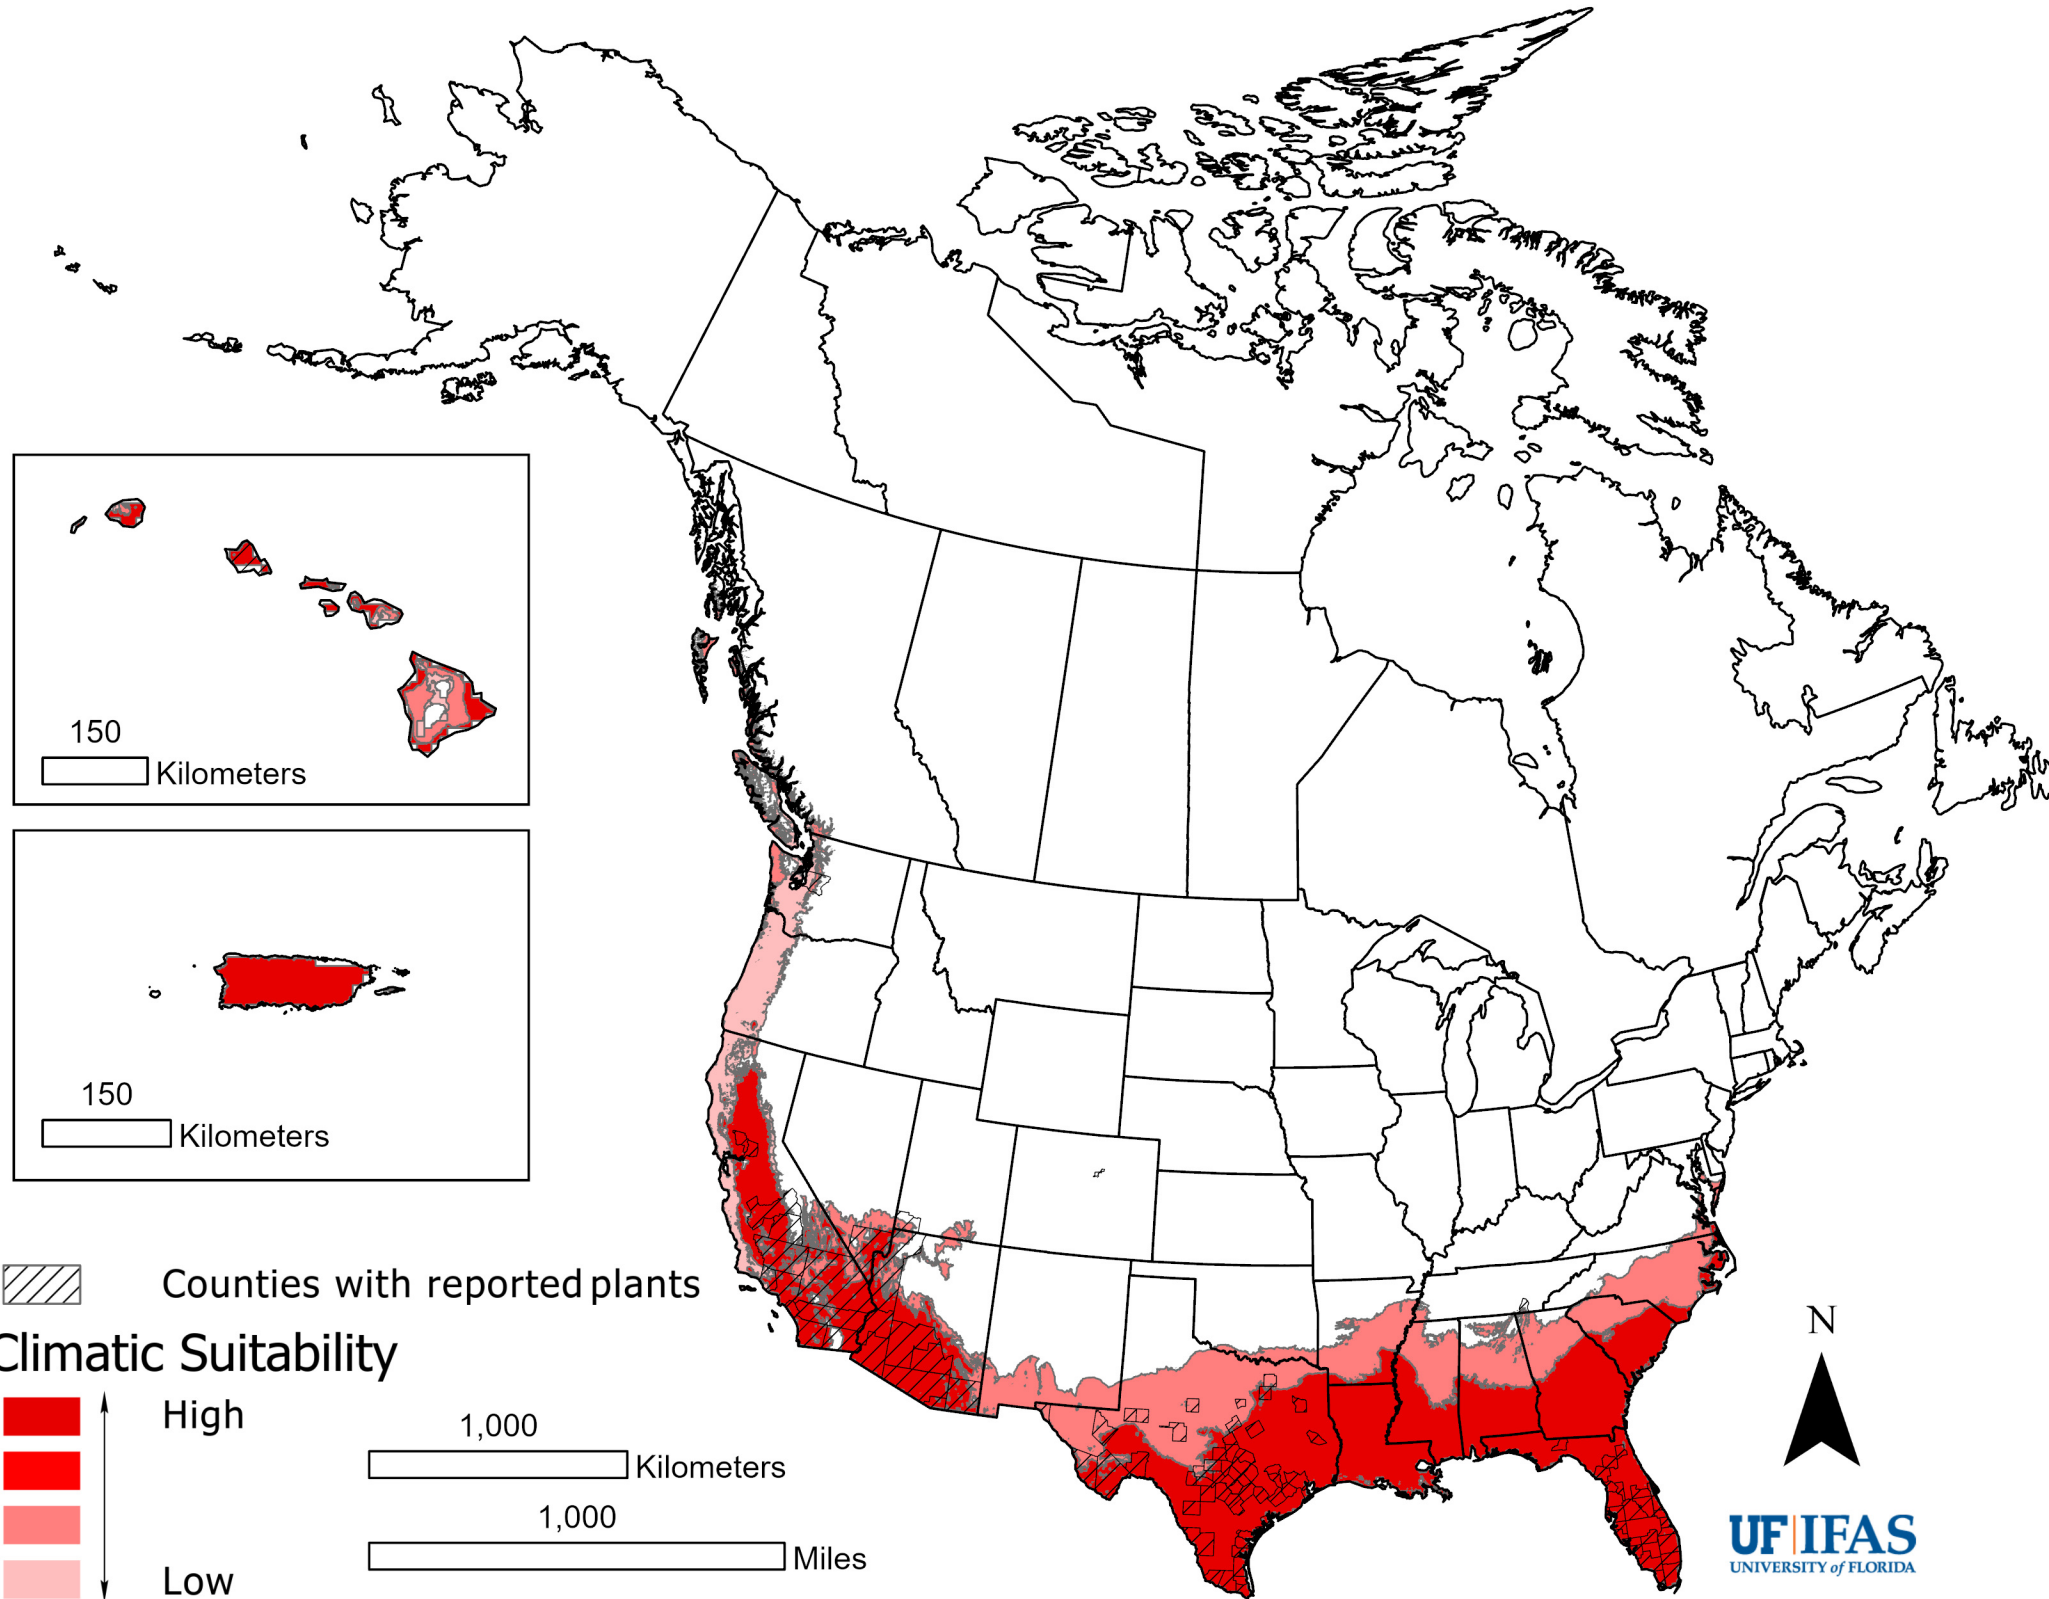 150
Kilometers
150
Kilometers
Counties with reported plants
Climatic Suitability
High
Low
1,000
Kilometers
1,000
Miles
N
UF|IFAS
UNIVERSITY of FLORIDA